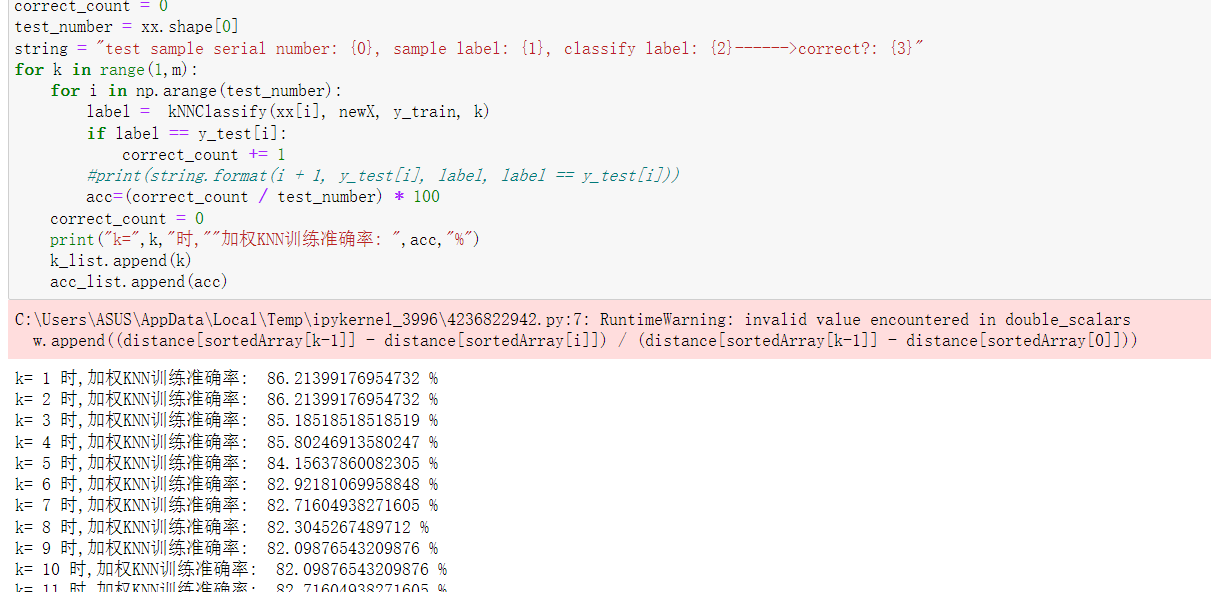 correct_count = 0
test_number = xx.shape[0]
string = "test sample serial number: {0}, sample label: {1}, classify label: {2}------>correct?: {3}"
for k in range(1,m):
    for i in np.arange(test_number):
        label =  kNNClassify(xx[i], newX, y_train, k)
        if label == y_test[i]:
            correct_count += 1
        #print(string.format(i + 1, y_test[i], label, label == y_test[i]))
        acc=(correct_count / test_number) * 100
    correct_count = 0
    print("k=",k,"时,""加权KNN训练准确率: ",acc,"%")
    k_list.append(k)
    acc_list.append(acc)
C:\Users\ASUS\AppData\Local\Temp\ipykernel_3996\4236822942.py:7: RuntimeWarning: invalid value encountered in double_scalars
  w.append((distance[sortedArray[k-1]] - distance[sortedArray[i]]) / (distance[sortedArray[k-1]] - distance[sortedArray[0]]))
k= 1 时,加权KNN训练准确率:  86.21399176954732 %
k= 2 时,加权KNN训练准确率:  86.21399176954732 %
k= 3 时,加权KNN训练准确率:  85.18518518518519 %
k= 4 时,加权KNN训练准确率:  85.80246913580247 %
k= 5 时,加权KNN训练准确率:  84.15637860082305 %
k= 6 时,加权KNN训练准确率:  82.92181069958848 %
k= 7 时,加权KNN训练准确率:  82.71604938271605 %
k= 8 时,加权KNN训练准确率:  82.3045267489712 %
k= 9 时,加权KNN训练准确率:  82.09876543209876 %
k= 10 时,加权KNN训练准确率:  82.09876543209876 %
k= 11 时,加权KNN训练准确率:  82.71604938271605 %